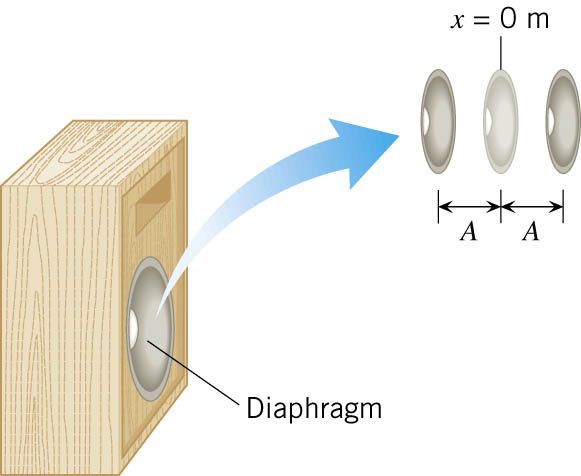 x = 0 m
A A
Diaphragm